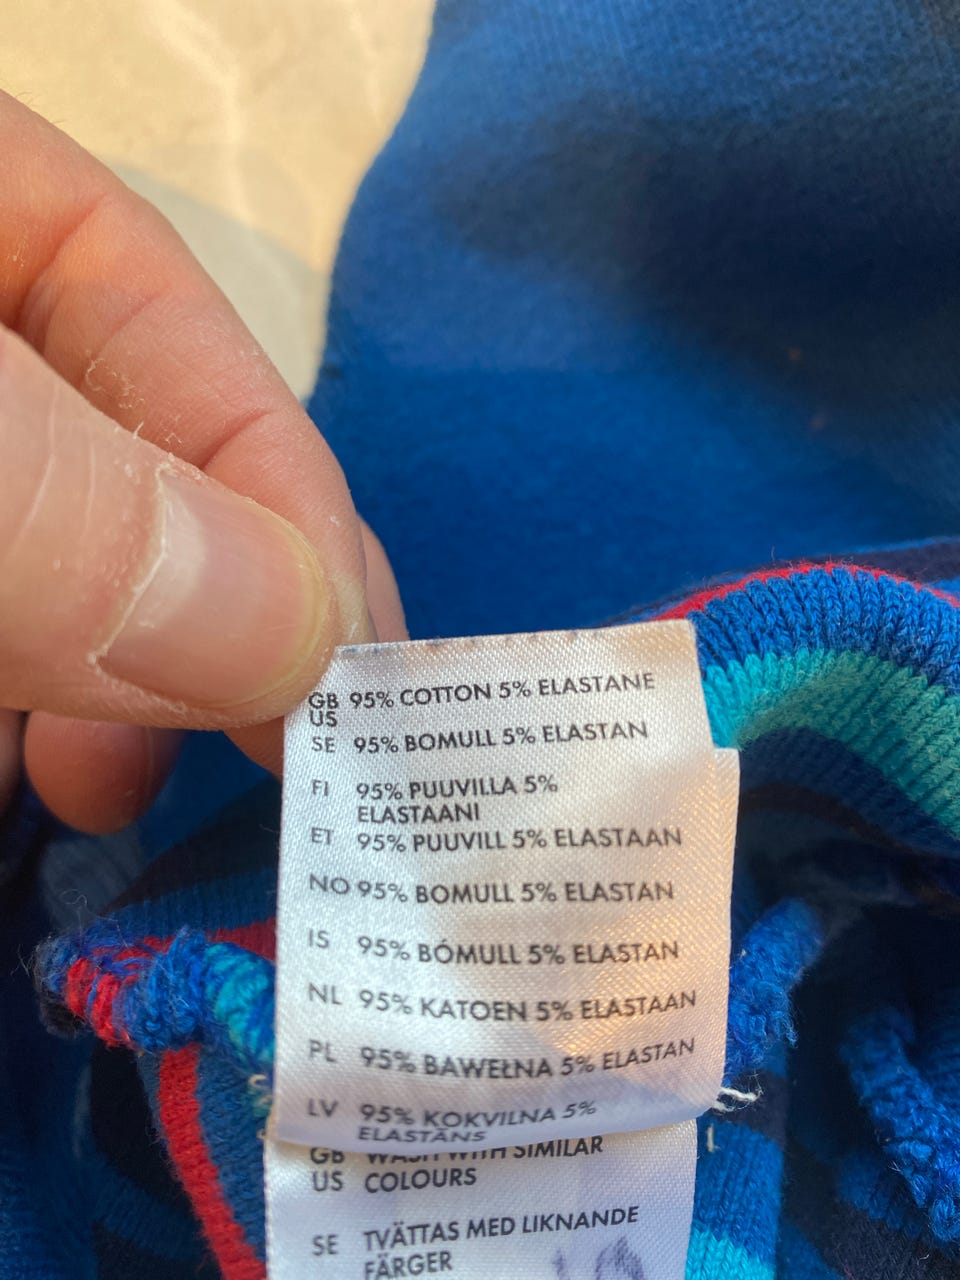 GB 95% COTTON 5% ELASTANE
US
SE 95% BOMULL 5% ELASTAN
FI 95% PUUVILLA 5%
ELASTAANI
ET 95% PUUVILL 5% ELASTAAN
NO 95% BOMULL 5% ELASTAN
IS 95% BÓMULL 5% ELASTAN
NL 95% KATOEN 5% ELASTAAN
PL 95% BAWEŁNA 5% ELASTAN
LV 95% KOKVILNA 5%
ELASTĀNS
GB WASH WITH SIMILAR
US COLOURS
SE TVÄTTAS MED LIKNANDE
FÄRGER